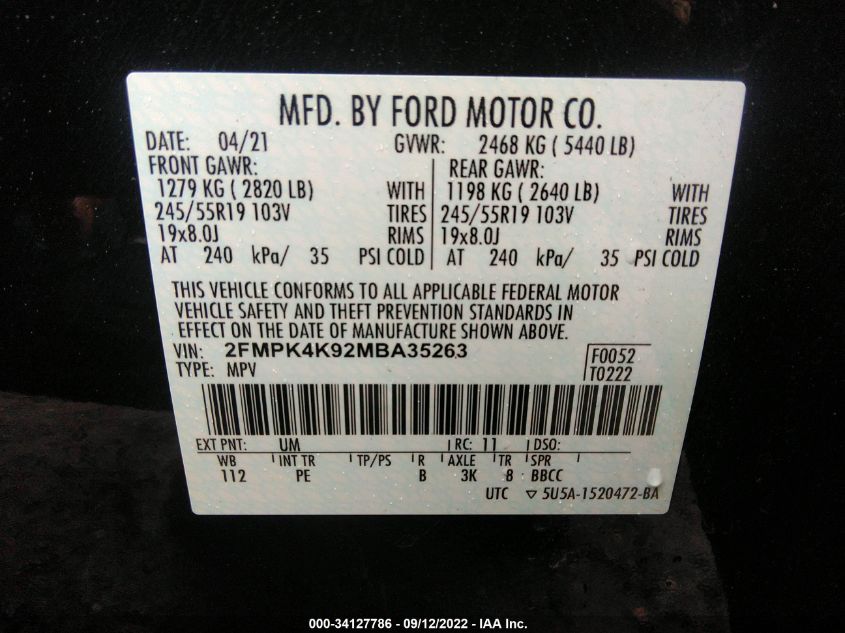 MFD. BY FORD MOTOR CO.
DATE: 04/21 GVWR: 2468 KG ( 5440 LB)
FRONT GAWR: REAR GAWR:
1279 KG ( 2820 LB) WITH 1198 KG ( 2640 LB) WITH
245/55R19 103V TIRES 245/55R19 103V TIRES
19x8.0J RIMS 19x8.0J RIMS
AT 240 kPa/ 35 PSI COLD AT 240 kPa/ 35 PSI COLD
THIS VEHICLE CONFORMS TO ALL APPLICABLE FEDERAL MOTOR
VEHICLE SAFETY AND THEFT PREVENTION STANDARDS IN
EFFECT ON THE DATE OF MANUFACTURE SHOWN ABOVE.
VIN: 2FMPK4K92MBA35263 F0052
TYPE: MPV T0222
EXT PNT: UM RC: 11 DSO:
WB INT TR TP/PS R AXLE TR SPR
112 PE B 3K 8 BBCC
UTC ▽ 5U5A-1520472-BA
000-34127786 - 09/12/2022 - IAA Inc.